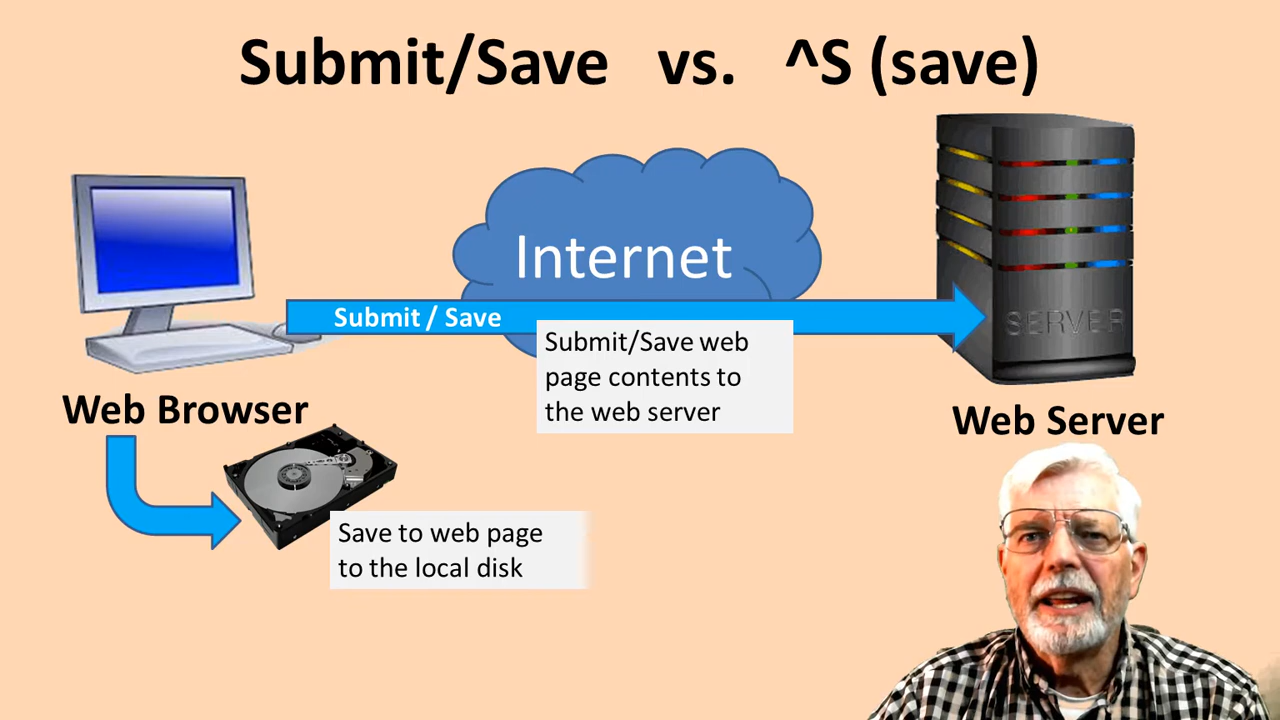 Submit/Save vs. ^S (save)
Internet
Submit / Save
SERVER
Submit/Save web
page contents to
the web server
Web Browser
Web Server
Save to web page
to the local disk